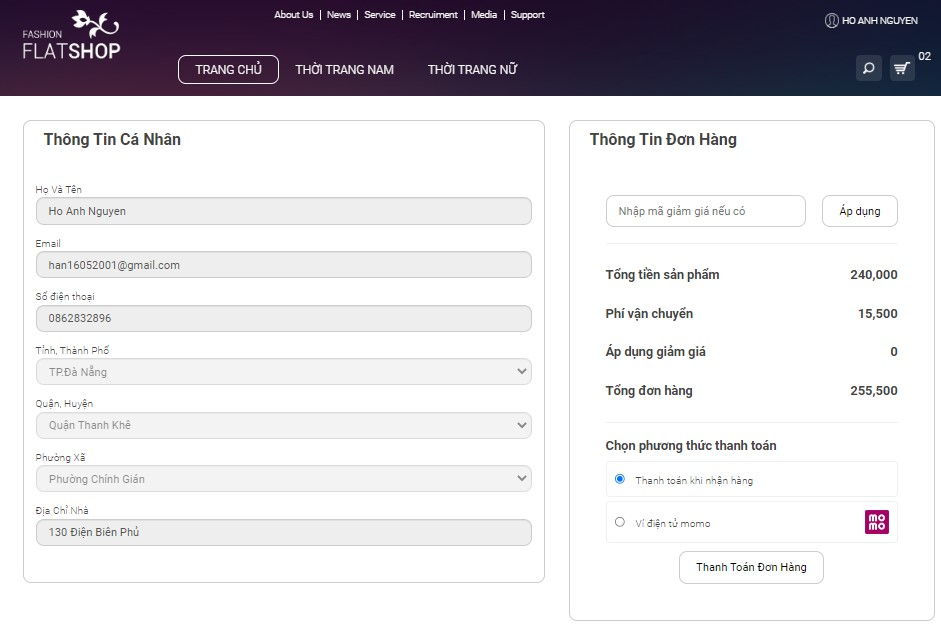 About Us | News | Service | Recruiment | Media | Support
HO ANH NGUYEN
FASHION
FLATSHOP
TRANG CHỦ THỜI TRANG NAM THỜI TRANG NỮ
02
Thông Tin Cá Nhân
Họ Và Tên
Ho Anh Nguyen
Email
han16052001@gmail.com
Số điện thoại
0862832896
Tỉnh, Thành Phố
TP.Đà Nẵng
Quận, Huyện
Quận Thanh Khê
Phường Xã
Phường Chính Gián
Địa Chỉ Nhà
130 Điện Biên Phủ
Thông Tin Đơn Hàng
Nhập mã giảm giá nếu có Áp dụng
Tổng tiền sản phẩm 240,000
Phí vận chuyển 15,500
Áp dụng giảm giá 0
Tổng đơn hàng 255,500
Chọn phương thức thanh toán
Thanh toán khi nhận hàng
Ví điện tử momo
mo
mo
Thanh Toán Đơn Hàng